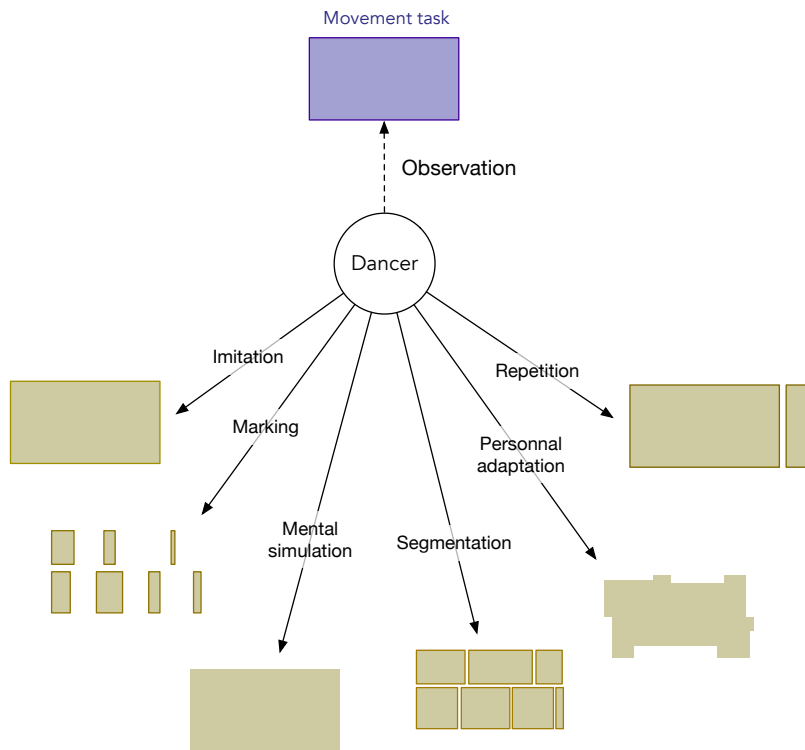 Movement task
Observation
Dancer
Imitation
Repetition
Marking
Personnal
adaptation
Mental
simulation
Segmentation